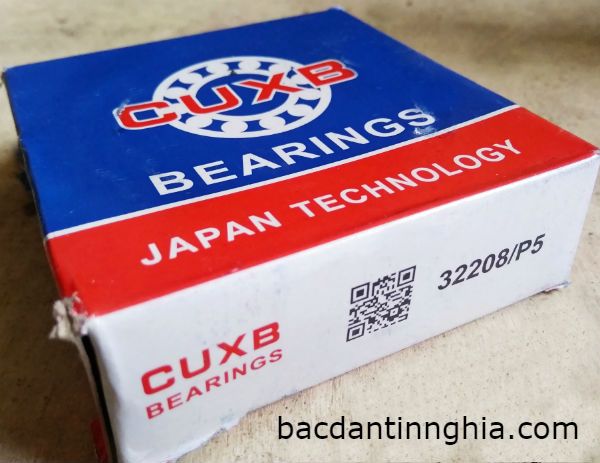 CUXB
BEARINGS
JAPAN TECHNOLOGY
32208/P5
CUXB
BEARINGS
bacdantinnghia.com